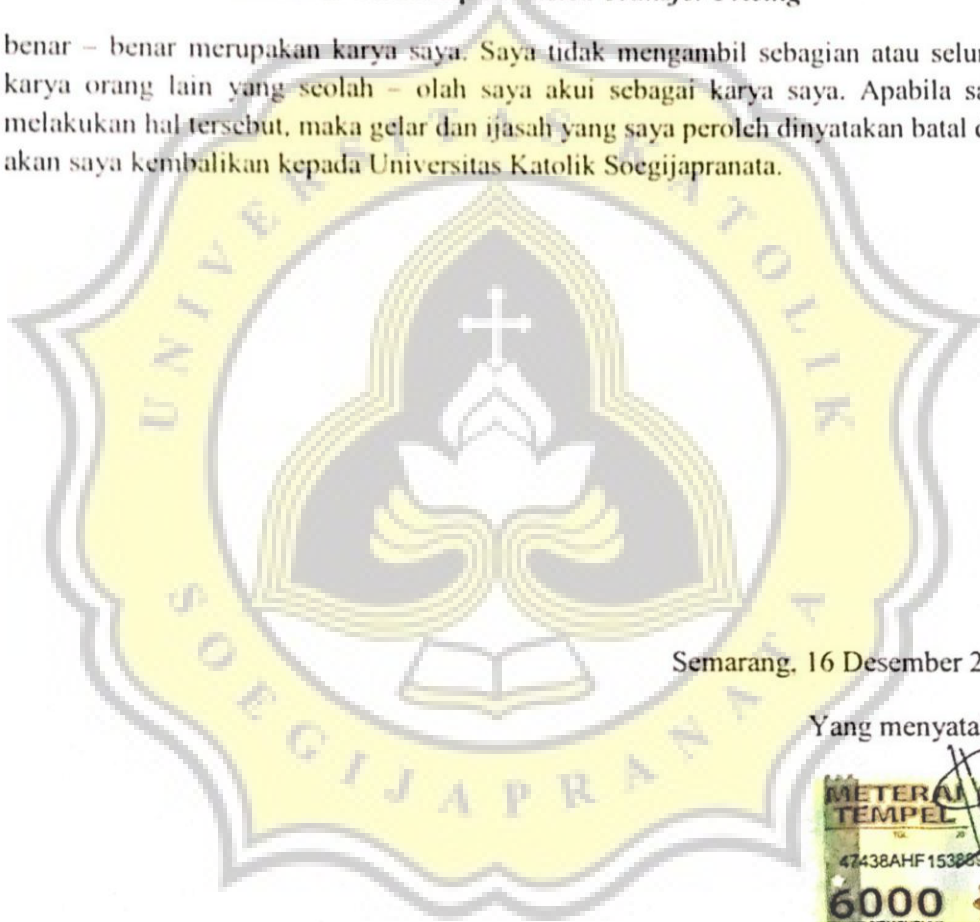 benar – benar merupakan karya saya. Saya tidak mengambil sebagian atau selu
karya orang lain yang seolah – olah saya akui sebagai karya saya. Apabila sa
melakukan hal tersebut, maka gelar dan ijasah yang saya peroleh dinyatakan batal
akan saya kembalikan kepada Universitas Katolik Soegijapranata.
UNIVERSITAS KATOLIK
SOEGIJAPRANATA
Semarang, 16 Desember 2
Yang menyata
METERAI
TEMPEL
6000